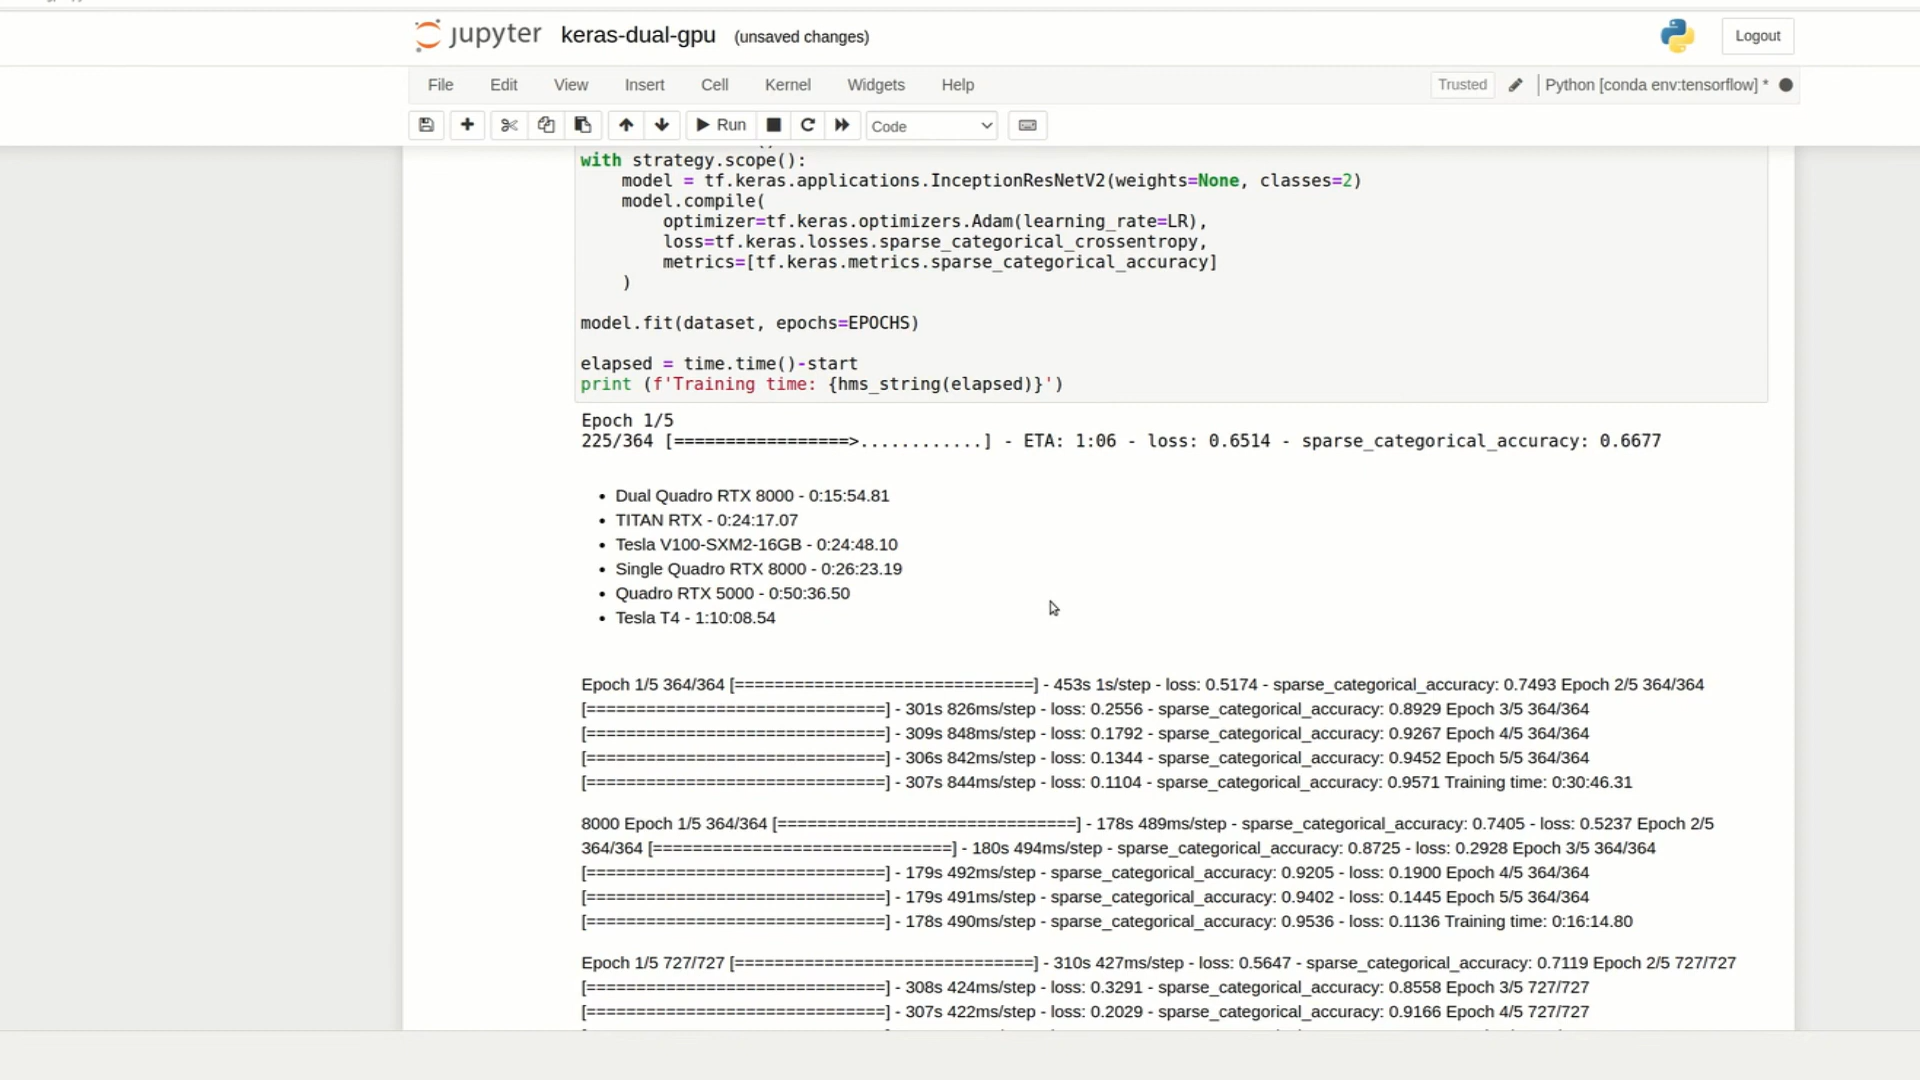 jupyter keras-dual-gpu (unsaved changes) Logout
File Edit View Insert Cell Kernel Widgets Help Trusted Python [conda env:tensorflow] *
Run Code
with strategy.scope():
model = tf.keras.applications.InceptionResNetV2(weights=None, classes=2)
model.compile(
optimizer=tf.keras.optimizers.Adam(learning_rate=LR),
loss=tf.keras.losses.sparse_categorical_crossentropy,
metrics=[tf.keras.metrics.sparse_categorical_accuracy]
)
model.fit(dataset, epochs=EPOCHS)
elapsed = time.time()-start
print (f'Training time: {hms_string(elapsed)}')
Epoch 1/5
225/364 [=================>............] - ETA: 1:06 - loss: 0.6514 - sparse_categorical_accuracy: 0.6677
• Dual Quadro RTX 8000 - 0:15:54.81
• TITAN RTX - 0:24:17.07
• Tesla V100-SXM2-16GB - 0:24:48.10
• Single Quadro RTX 8000 - 0:26:23.19
• Quadro RTX 5000 - 0:50:36.50
• Tesla T4 - 1:10:08.54
Epoch 1/5 364/364 [==============================] - 453s 1s/step - loss: 0.5174 - sparse_categorical_accuracy: 0.7493 Epoch 2/5 364/364
[==============================] - 301s 826ms/step - loss: 0.2556 - sparse_categorical_accuracy: 0.8929 Epoch 3/5 364/364
[==============================] - 309s 848ms/step - loss: 0.1792 - sparse_categorical_accuracy: 0.9267 Epoch 4/5 364/364
[==============================] - 306s 842ms/step - loss: 0.1344 - sparse_categorical_accuracy: 0.9452 Epoch 5/5 364/364
[==============================] - 307s 844ms/step - loss: 0.1104 - sparse_categorical_accuracy: 0.9571 Training time: 0:30:46.31
8000 Epoch 1/5 364/364 [==============================] - 178s 489ms/step - sparse_categorical_accuracy: 0.7405 - loss: 0.5237 Epoch 2/5
364/364 [==============================] - 180s 494ms/step - sparse_categorical_accuracy: 0.8725 - loss: 0.2928 Epoch 3/5 364/364
[==============================] - 179s 492ms/step - sparse_categorical_accuracy: 0.9205 - loss: 0.1900 Epoch 4/5 364/364
[==============================] - 179s 491ms/step - sparse_categorical_accuracy: 0.9402 - loss: 0.1445 Epoch 5/5 364/364
[==============================] - 178s 490ms/step - sparse_categorical_accuracy: 0.9536 - loss: 0.1136 Training time: 0:16:14.80
Epoch 1/5 727/727 [==============================] - 310s 427ms/step - loss: 0.5647 - sparse_categorical_accuracy: 0.7119 Epoch 2/5 727/727
[==============================] - 308s 424ms/step - loss: 0.3291 - sparse_categorical_accuracy: 0.8558 Epoch 3/5 727/727
[==============================] - 307s 422ms/step - loss: 0.2029 - sparse_categorical_accuracy: 0.9166 Epoch 4/5 727/727